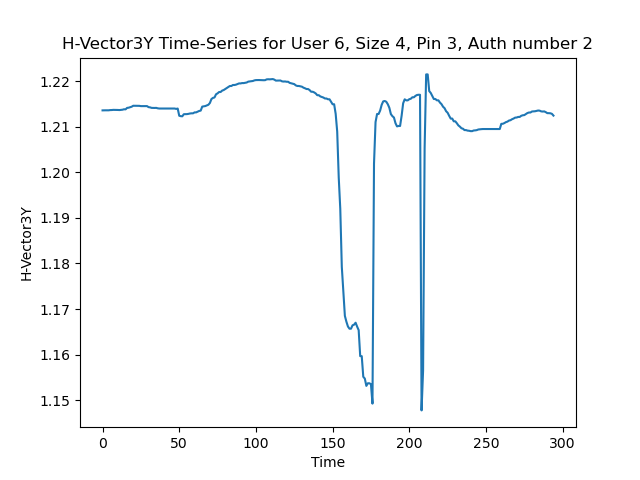 H-Vector3Y Time-Series for User 6, Size 4, Pin 3, Auth number 2
1.22
1.21
1.20
1.19
1.18
1.17
1.16
1.15
H-Vector3Y
0 50 100 150 200 250 300
Time